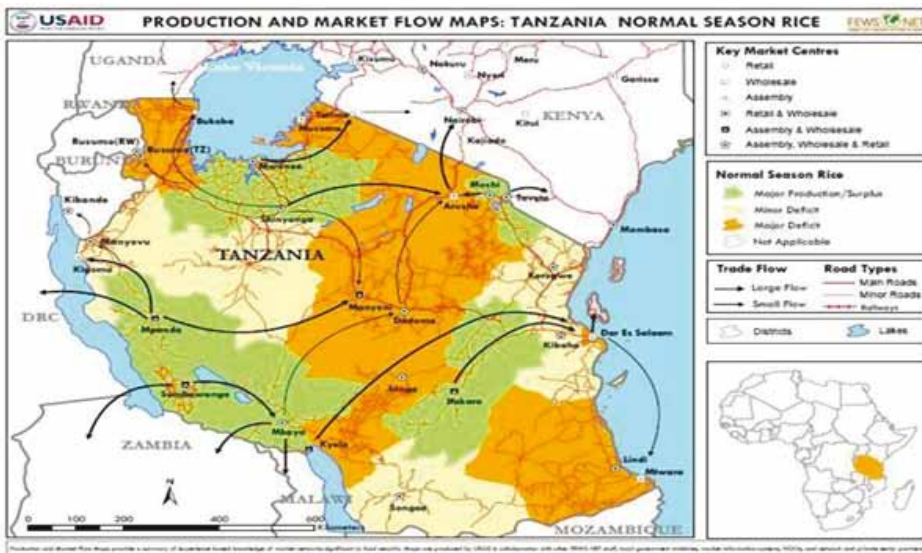 USAID
PRODUCTION AND MARKET FLOW MAPS: TANZANIA NORMAL SEASON RICE
FEWS NET
UGANDA
Lake Victoria
Kisumu
Nakuru
Nyeri
Meru
Garissa
RWANDA
Bukoba
Tarime
Musoma
Nairobi
Kitui
KENYA
Kajiado
Rusumo(RW)
Rusumo(TZ)
BURUNDI
Mwanza
Moshi
Taveta
Arusha
Kibondo
Shinyanga
Mombasa
Manyovu
TANZANIA
Korogwe
Kigoma
Manyoni
Dodoma
DRC
Mpanda
Dar Es Salaam
Kibaha
Iringa
Ifakara
Sumbawanga
Mbeya
Kyela
ZAMBIA
Lindi
Mtwara
MALAWI
Songea
MOZAMBIQUE
N
0 100 200 400 600
Kilometers
Key Market Centres
Retail
Wholesale
Assembly
Retail & Wholesale
Assembly & Wholesale
Assembly, Wholesale & Retail
Normal Season Rice
Major Production/Surplus
Minor Deficit
Major Deficit
Not Applicable
Trade Flow
Large Flow
Small Flow
Road Types
Main Roads
Minor Roads
Railways
Districts
Lakes